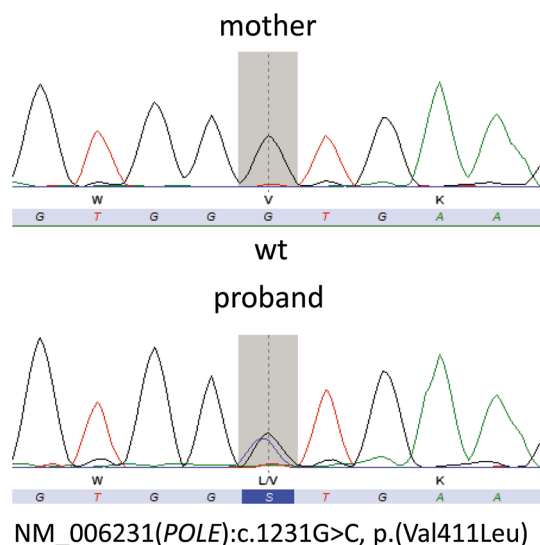 mother
W V K
G T G G G T G A A
wt
proband
W L/V K
G T G G S T G A A
NM_006231(POLE):c.1231G>C, p.(Val411Leu)